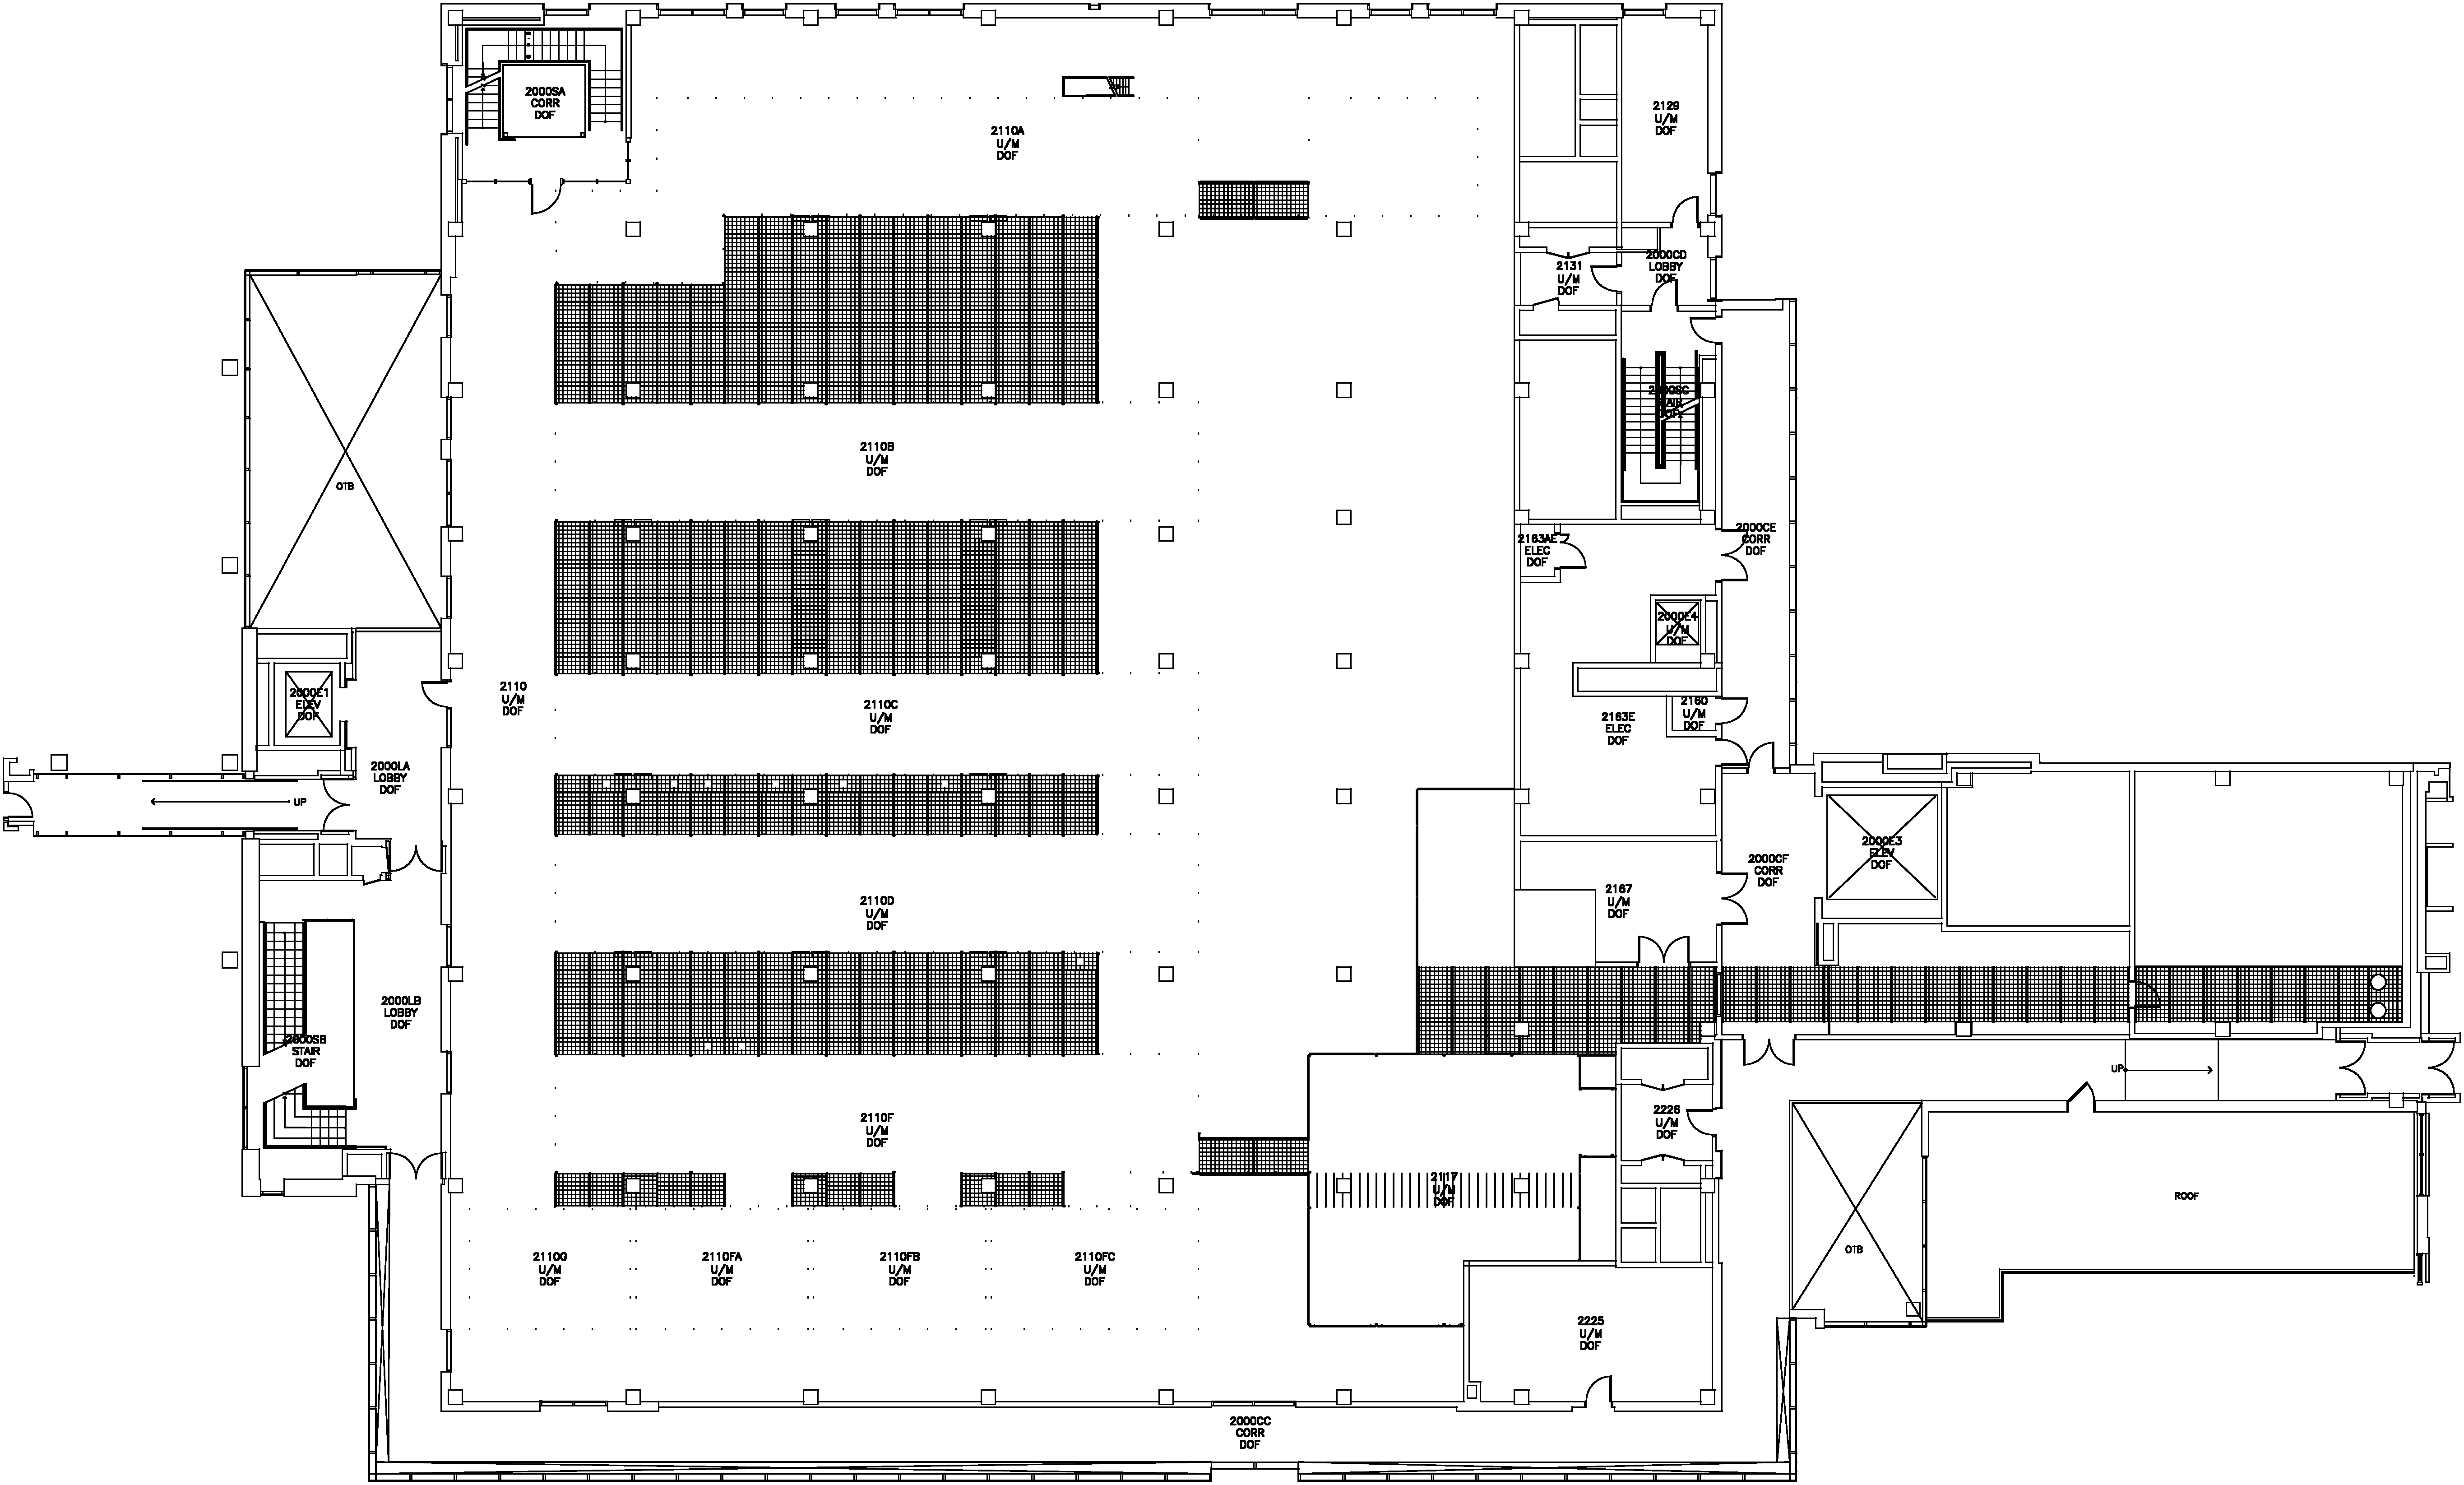 2000SA
CORR
DOF
2110A
U/M
DOF
2129
U/M
DOF
2000CD
LOBBY
DOF
2131
U/M
DOF
2000SC
STAIR
DOF
2110B
U/M
DOF
OTB
2163AE
ELEC
DOF
2000CE
CORR
DOF
2000E4
U/M
DOF
2000E1
ELEV
DOF
2110
U/M
DOF
2110C
U/M
DOF
2163E
ELEC
DOF
2160
U/M
DOF
2000LA
LOBBY
DOF
UP
2000E3
ELEV
DOF
2000CF
CORR
DOF
2110D
U/M
DOF
2167
U/M
DOF
2000LB
LOBBY
DOF
2000SB
STAIR
DOF
UP
2110F
U/M
DOF
2226
U/M
DOF
2117
U/M
DOF
ROOF
OTB
2110G
U/M
DOF
2110FA
U/M
DOF
2110FB
U/M
DOF
2110FC
U/M
DOF
2225
U/M
DOF
2000CC
CORR
DOF